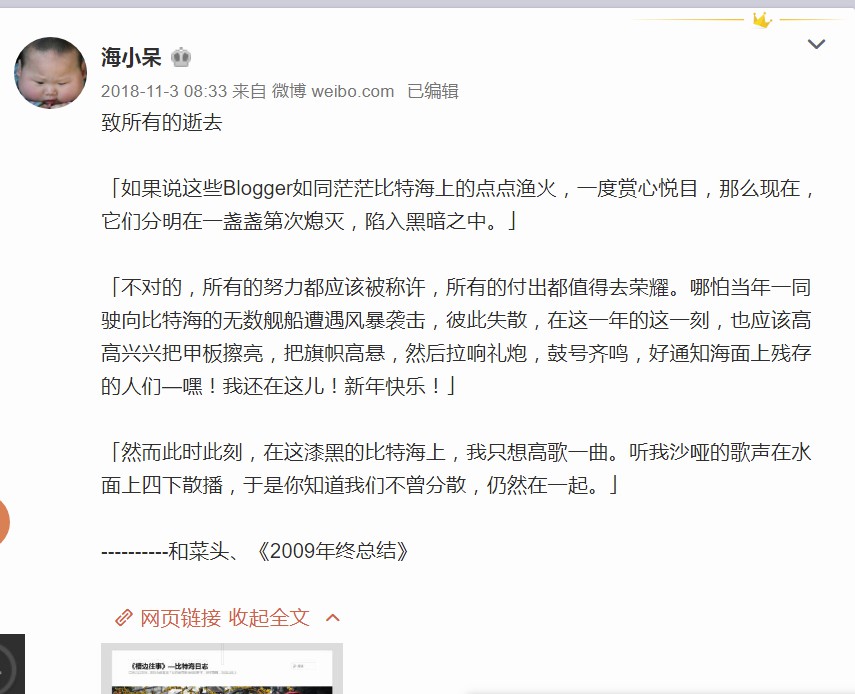 海小呆
2018-11-3 08:33 来自 微博 weibo.com 已编辑
致所有的逝去
「如果说这些Blogger如同茫茫比特海上的点点渔火，一度赏心悦目，那么现在，
它们分明在一盏盏第次熄灭，陷入黑暗之中。」
「不对的，所有的努力都应该被称许，所有的付出都值得去荣耀。哪怕当年一同
驶向比特海的无数舰船遭遇风暴袭击，彼此失散，在这一年的这一刻，也应该高
高兴兴把甲板擦亮，把旗帜高悬，然后拉响礼炮，鼓号齐鸣，好通知海面上残存
的人们—嘿！我还在这儿！新年快乐！」
「然而此时此刻，在这漆黑的比特海上，我只想高歌一曲。听我沙哑的歌声在水
面上四下散播，于是你知道我们不曾分散，仍然在一起。」
----------和菜头、《2009年终总结》
网页链接 收起全文
《樱边往事》—比特海日志